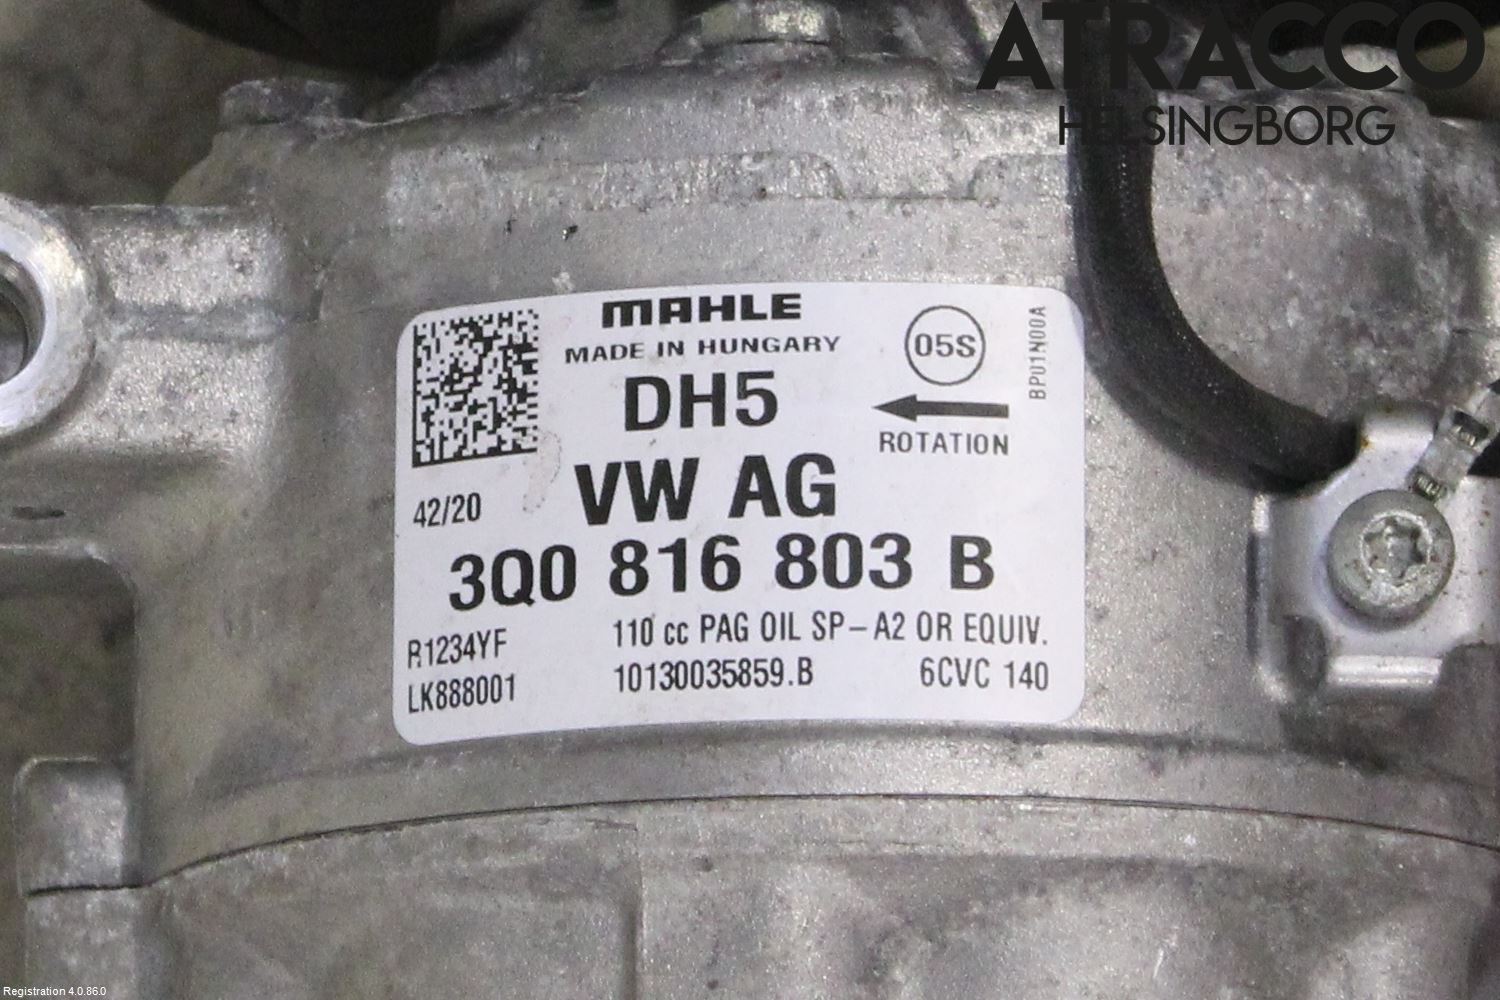 ATRACCO
HELSINGBORG
MAHLE
MADE IN HUNGARY
DH5
05S
ROTATION
BP01N00A
VW AG
42/20
3Q0 816 803 B
R1234YF
110 cc PAG OIL SP-A2 OR EQUIV.
LK888001
10130035859.B
6CVC 140
Registration 4.0.86.0